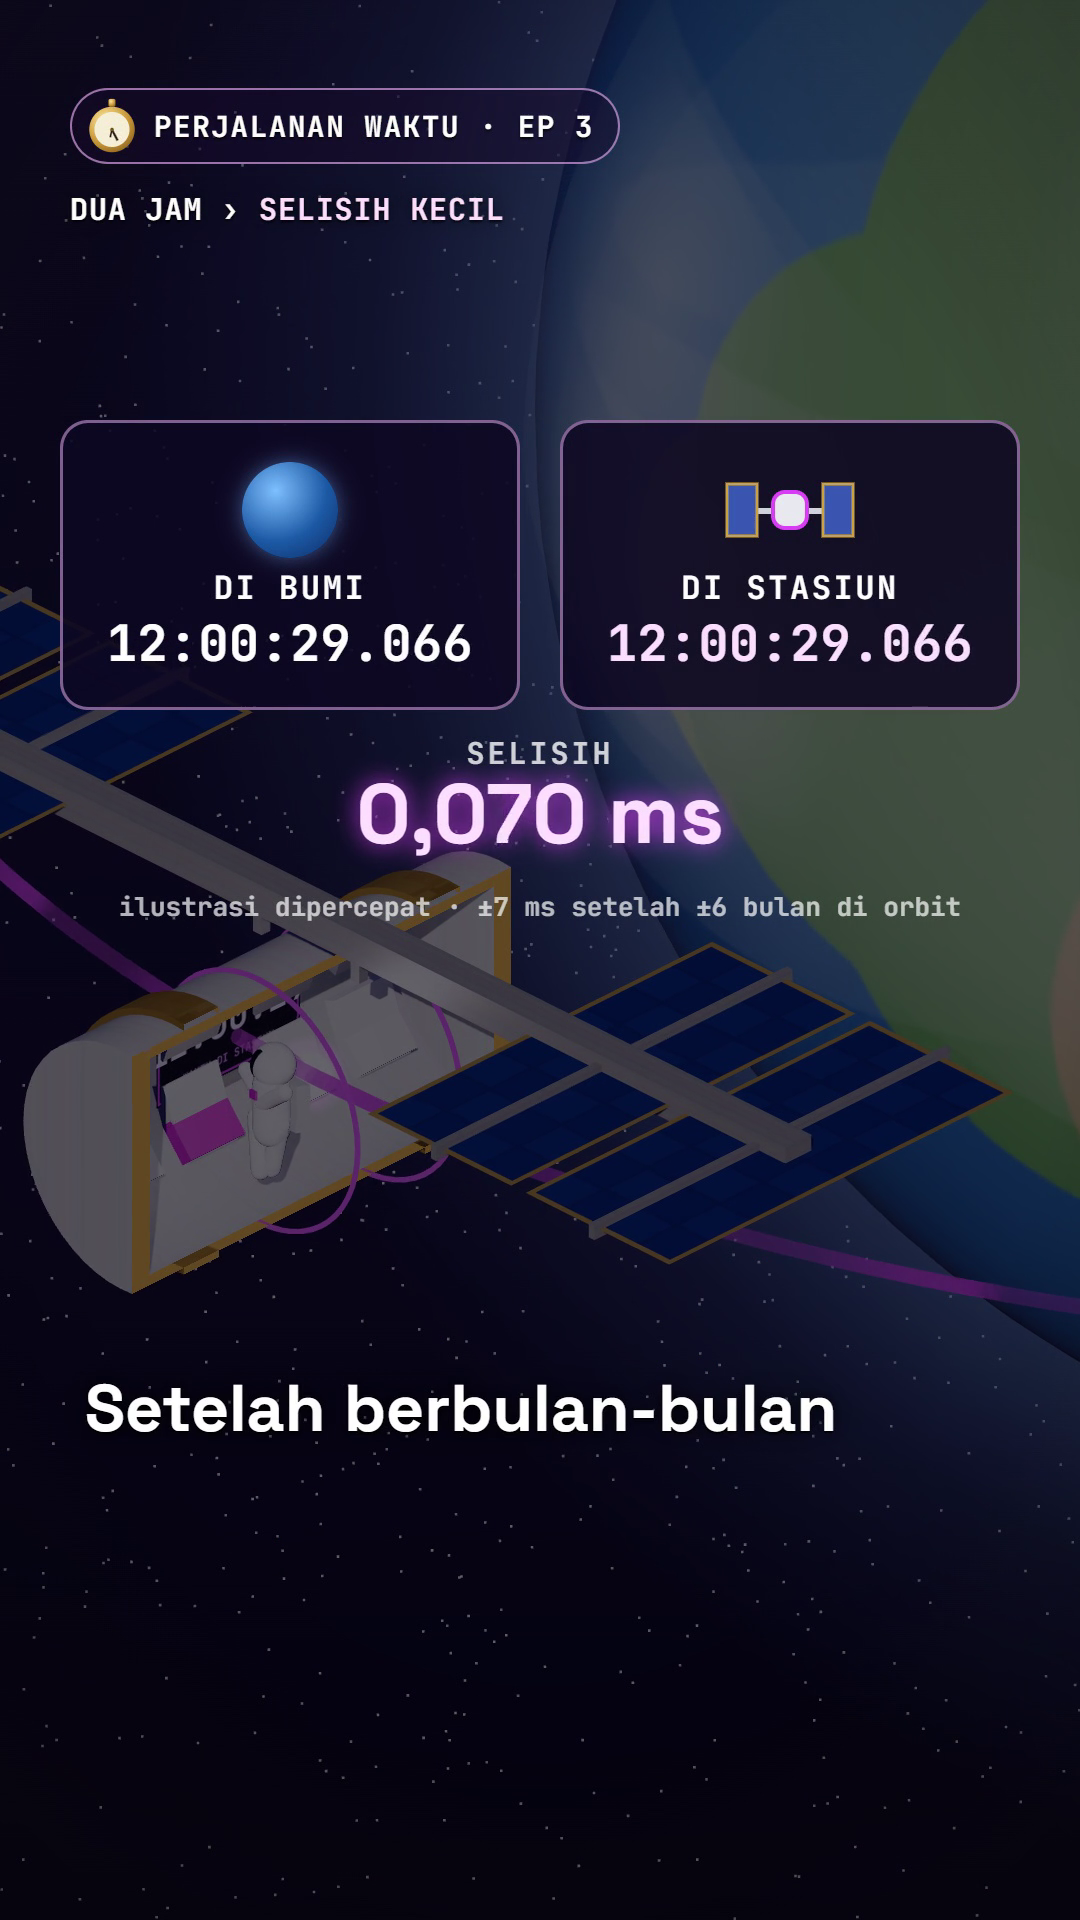 PERJALANAN WAKTU · EP 3
DUA JAM › SELISIH KECIL
DI BUMI
12:00:29.066
DI STASIUN
12:00:29.066
SELISIH
0,070 ms
ilustrasi dipercepat · ±7 ms setelah ±6 bulan di orbit
Setelah berbulan-bulan